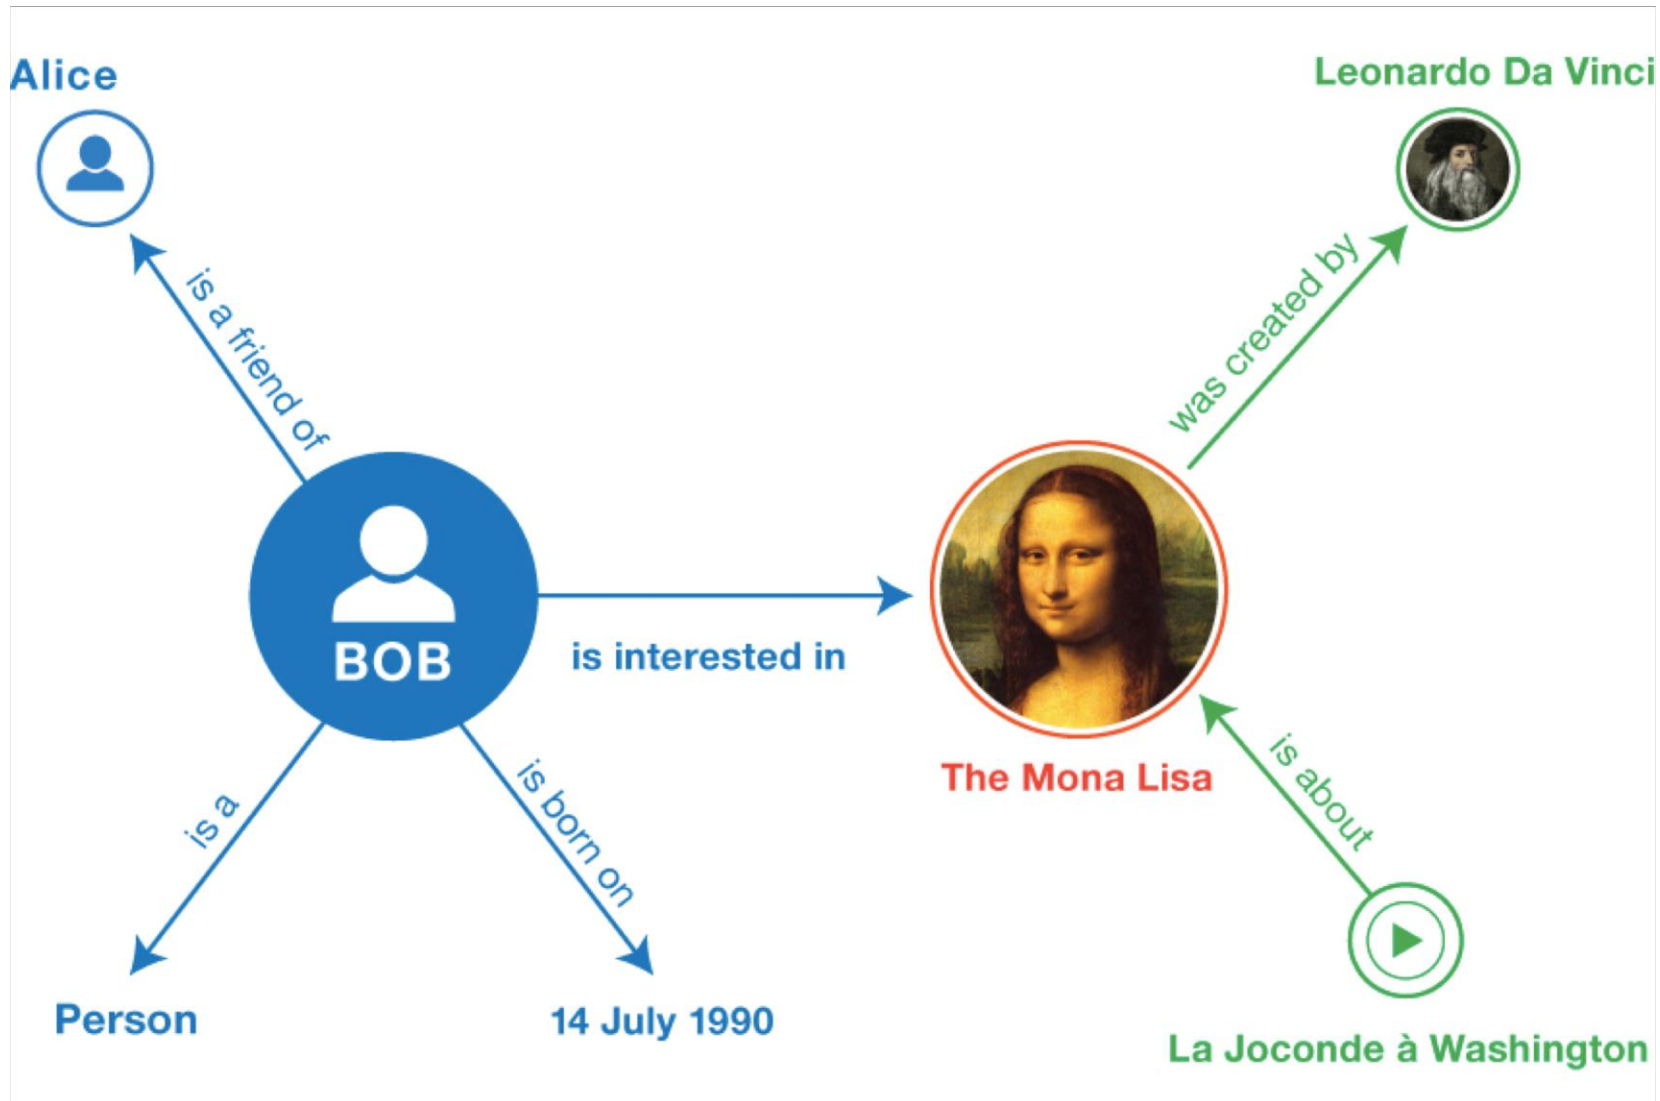 Alice
Leonardo Da Vinci
is a friend of
was created by
BOB
is interested in
The Mona Lisa
is a
is born on
is about
Person
14 July 1990
La Joconde à Washington